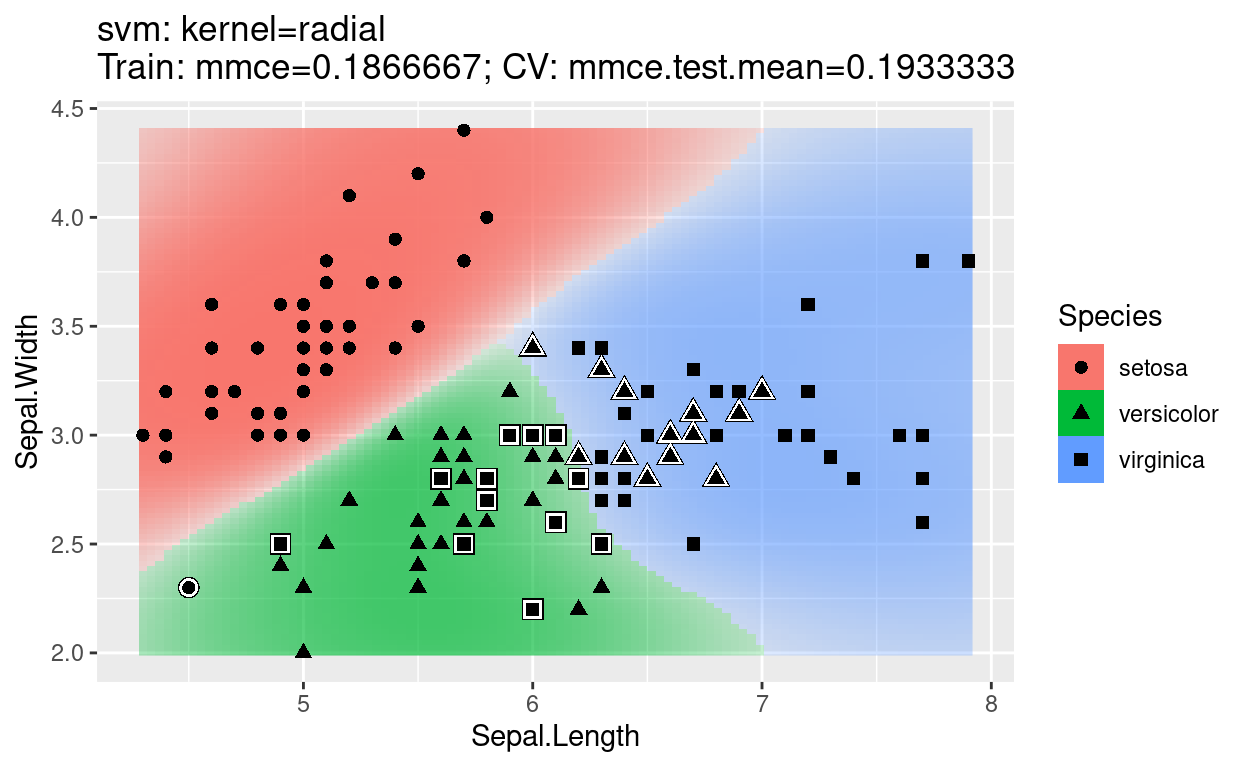 svm: kernel=radial
Train: mmce=0.1866667; CV: mmce.test.mean=0.1933333
4.5
4.0
3.5
3.0
2.5
2.0
Sepal.Width
5
6
7
8
Sepal.Length
Species
setosa
versicolor
virginica